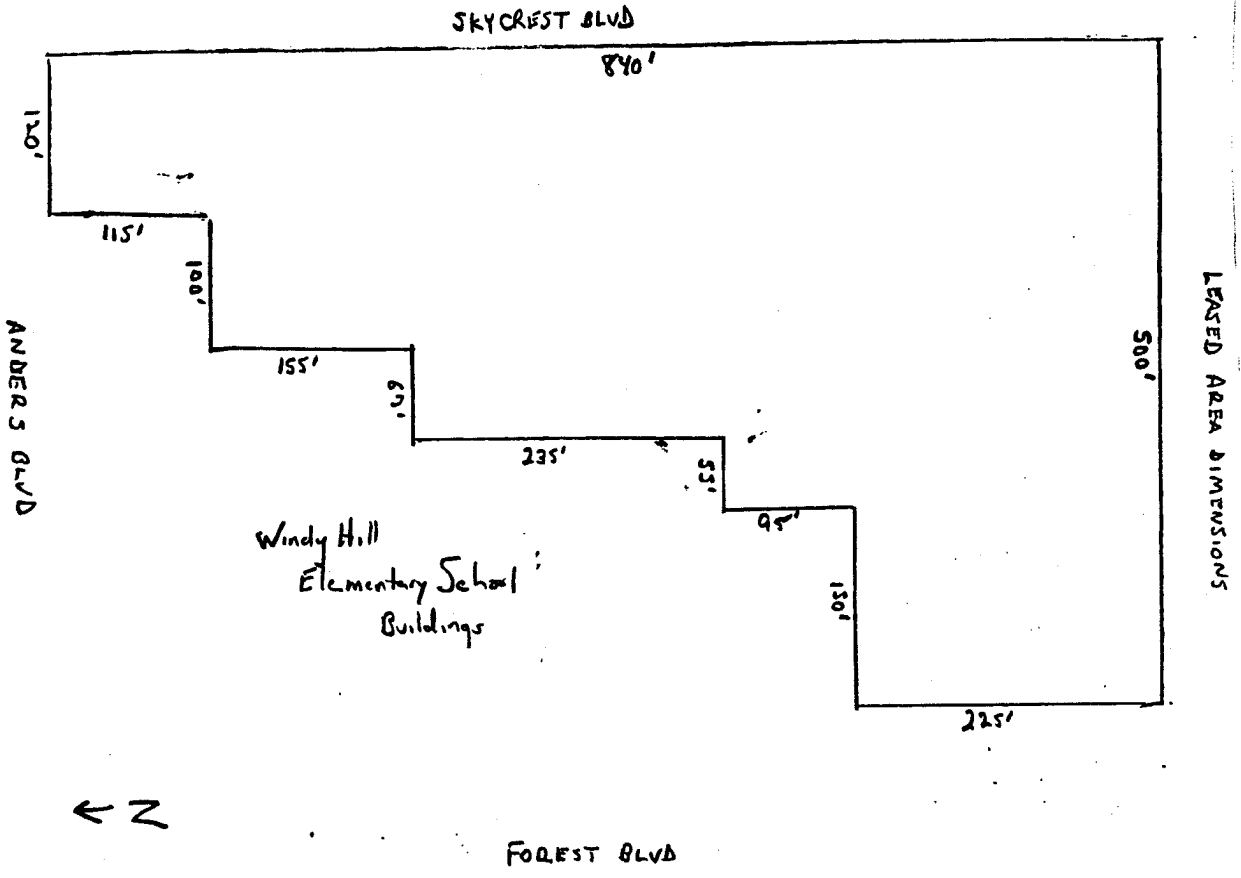 SKYCREST BLVD
840'
120'
115'
100'
155'
235'
55'
95'
150'
225'
500'
LEASED AREA DIMENSIONS
ANDERS BLVD
Windy Hill
Elementary School
Buildings
← N
FOREST BLVD